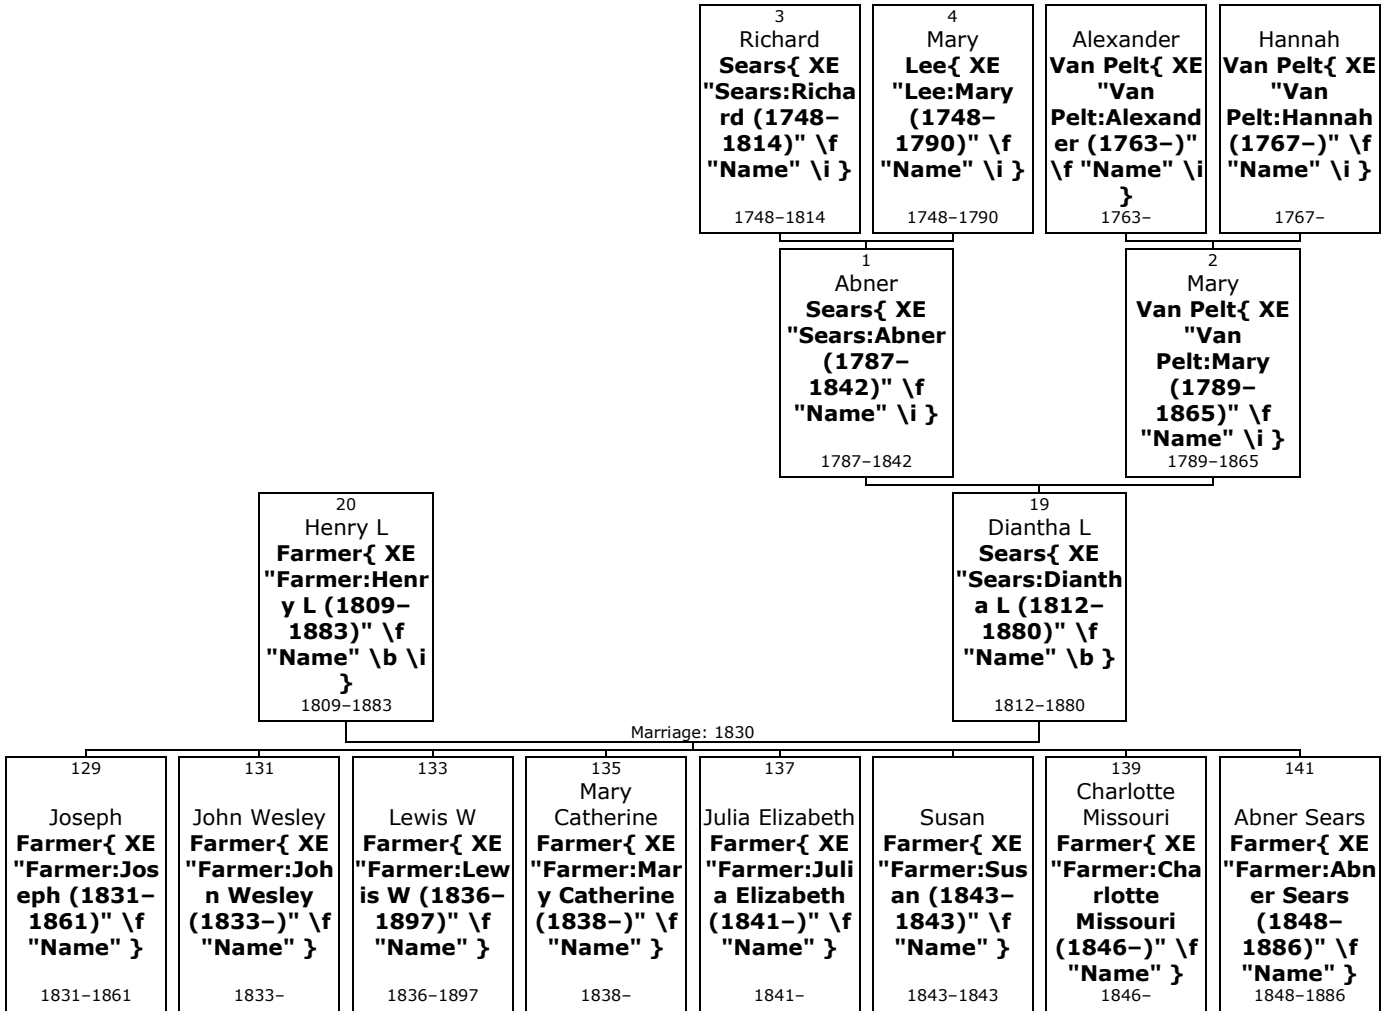 3
Richard
Sears{ XE
"Sears:Richa
rd (1748–
1814)" \f
"Name" \i }
1748–1814
4
Mary
Lee{ XE
"Lee:Mary
(1748–
1790)" \f
"Name" \i }
1748–1790
Alexander
Van Pelt{ XE
"Van
Pelt:Alexand
er (1763–)"
\f "Name" \i
}
1763–
Hannah
Van Pelt{ XE
"Van
Pelt:Hannah
(1767–)" \f
"Name" \i }
1767–
1
Abner
Sears{ XE
"Sears:Abner
(1787–
1842)" \f
"Name" \i }
1787–1842
2
Mary
Van Pelt{ XE
"Van
Pelt:Mary
(1789–
1865)" \f
"Name" \i }
1789–1865
20
Henry L
Farmer{ XE
"Farmer:Henr
y L (1809–
1883)" \f
"Name" \b \i
}
1809–1883
19
Diantha L
Sears{ XE
"Sears:Dianth
a L (1812–
1880)" \f
"Name" \b }
1812–1880
Marriage: 1830
129
Joseph
Farmer{ XE
"Farmer:Jos
eph (1831–
1861)" \f
"Name" }
1831–1861
131
John Wesley
Farmer{ XE
"Farmer:Joh
n Wesley
(1833–)" \f
"Name" }
1833–
133
Lewis W
Farmer{ XE
"Farmer:Lew
is W (1836–
1897)" \f
"Name" }
1836–1897
135
Mary
Catherine
Farmer{ XE
"Farmer:Mar
y Catherine
(1838–)" \f
"Name" }
1838–
137
Julia Elizabeth
Farmer{ XE
"Farmer:Juli
a Elizabeth
(1841–)" \f
"Name" }
1841–
Susan
Farmer{ XE
"Farmer:Sus
an (1843–
1843)" \f
"Name" }
1843–1843
139
Charlotte
Missouri
Farmer{ XE
"Farmer:Cha
rlotte
Missouri
(1846–)" \f
"Name" }
1846–
141
Abner Sears
Farmer{ XE
"Farmer:Abn
er Sears
(1848–
1886)" \f
"Name" }
1848–1886